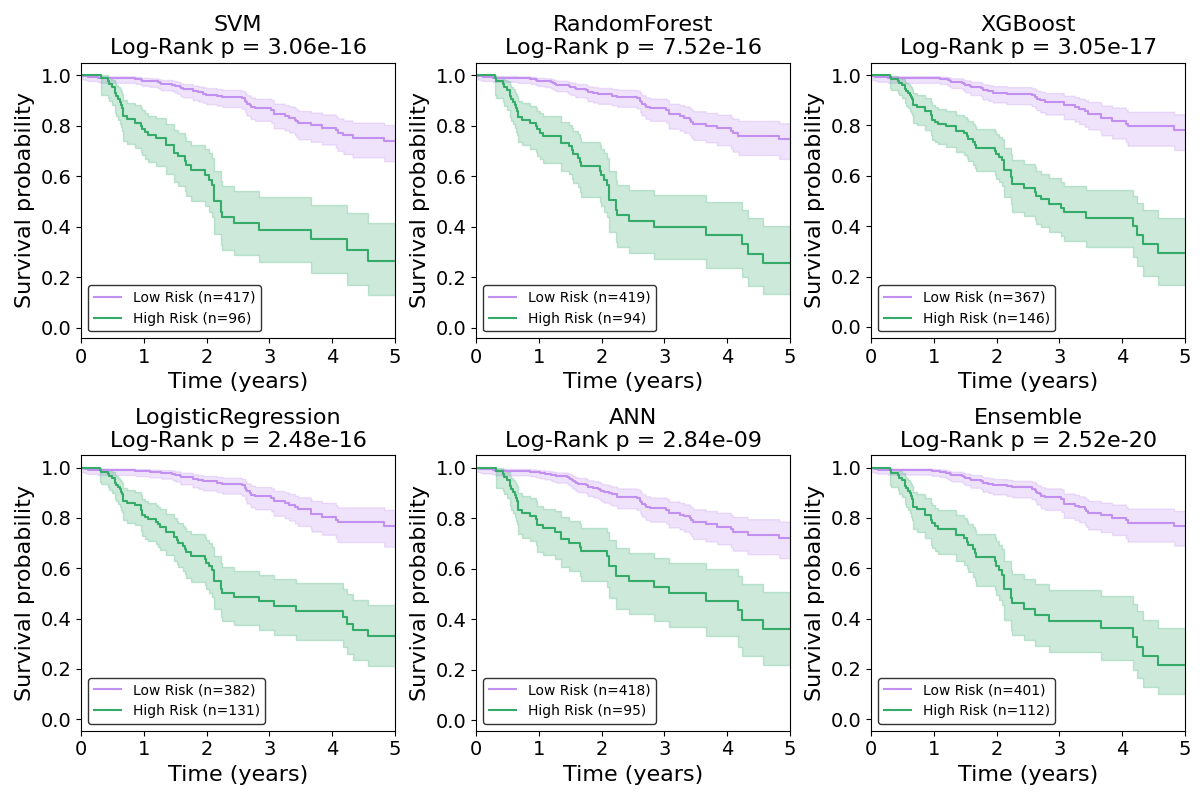 SVM
Log-Rank p = 3.06e-16
Survival probability
1.0
0.8
0.6
0.4
0.2
0.0
Low Risk (n=417)
High Risk (n=96)
0 1 2 3 4 5
Time (years)
RandomForest
Log-Rank p = 7.52e-16
Survival probability
1.0
0.8
0.6
0.4
0.2
0.0
Low Risk (n=419)
High Risk (n=94)
0 1 2 3 4 5
Time (years)
XGBoost
Log-Rank p = 3.05e-17
Survival probability
1.0
0.8
0.6
0.4
0.2
0.0
Low Risk (n=367)
High Risk (n=146)
0 1 2 3 4 5
Time (years)
LogisticRegression
Log-Rank p = 2.48e-16
Survival probability
1.0
0.8
0.6
0.4
0.2
0.0
Low Risk (n=382)
High Risk (n=131)
0 1 2 3 4 5
Time (years)
ANN
Log-Rank p = 2.84e-09
Survival probability
1.0
0.8
0.6
0.4
0.2
0.0
Low Risk (n=418)
High Risk (n=95)
0 1 2 3 4 5
Time (years)
Ensemble
Log-Rank p = 2.52e-20
Survival probability
1.0
0.8
0.6
0.4
0.2
0.0
Low Risk (n=401)
High Risk (n=112)
0 1 2 3 4 5
Time (years)